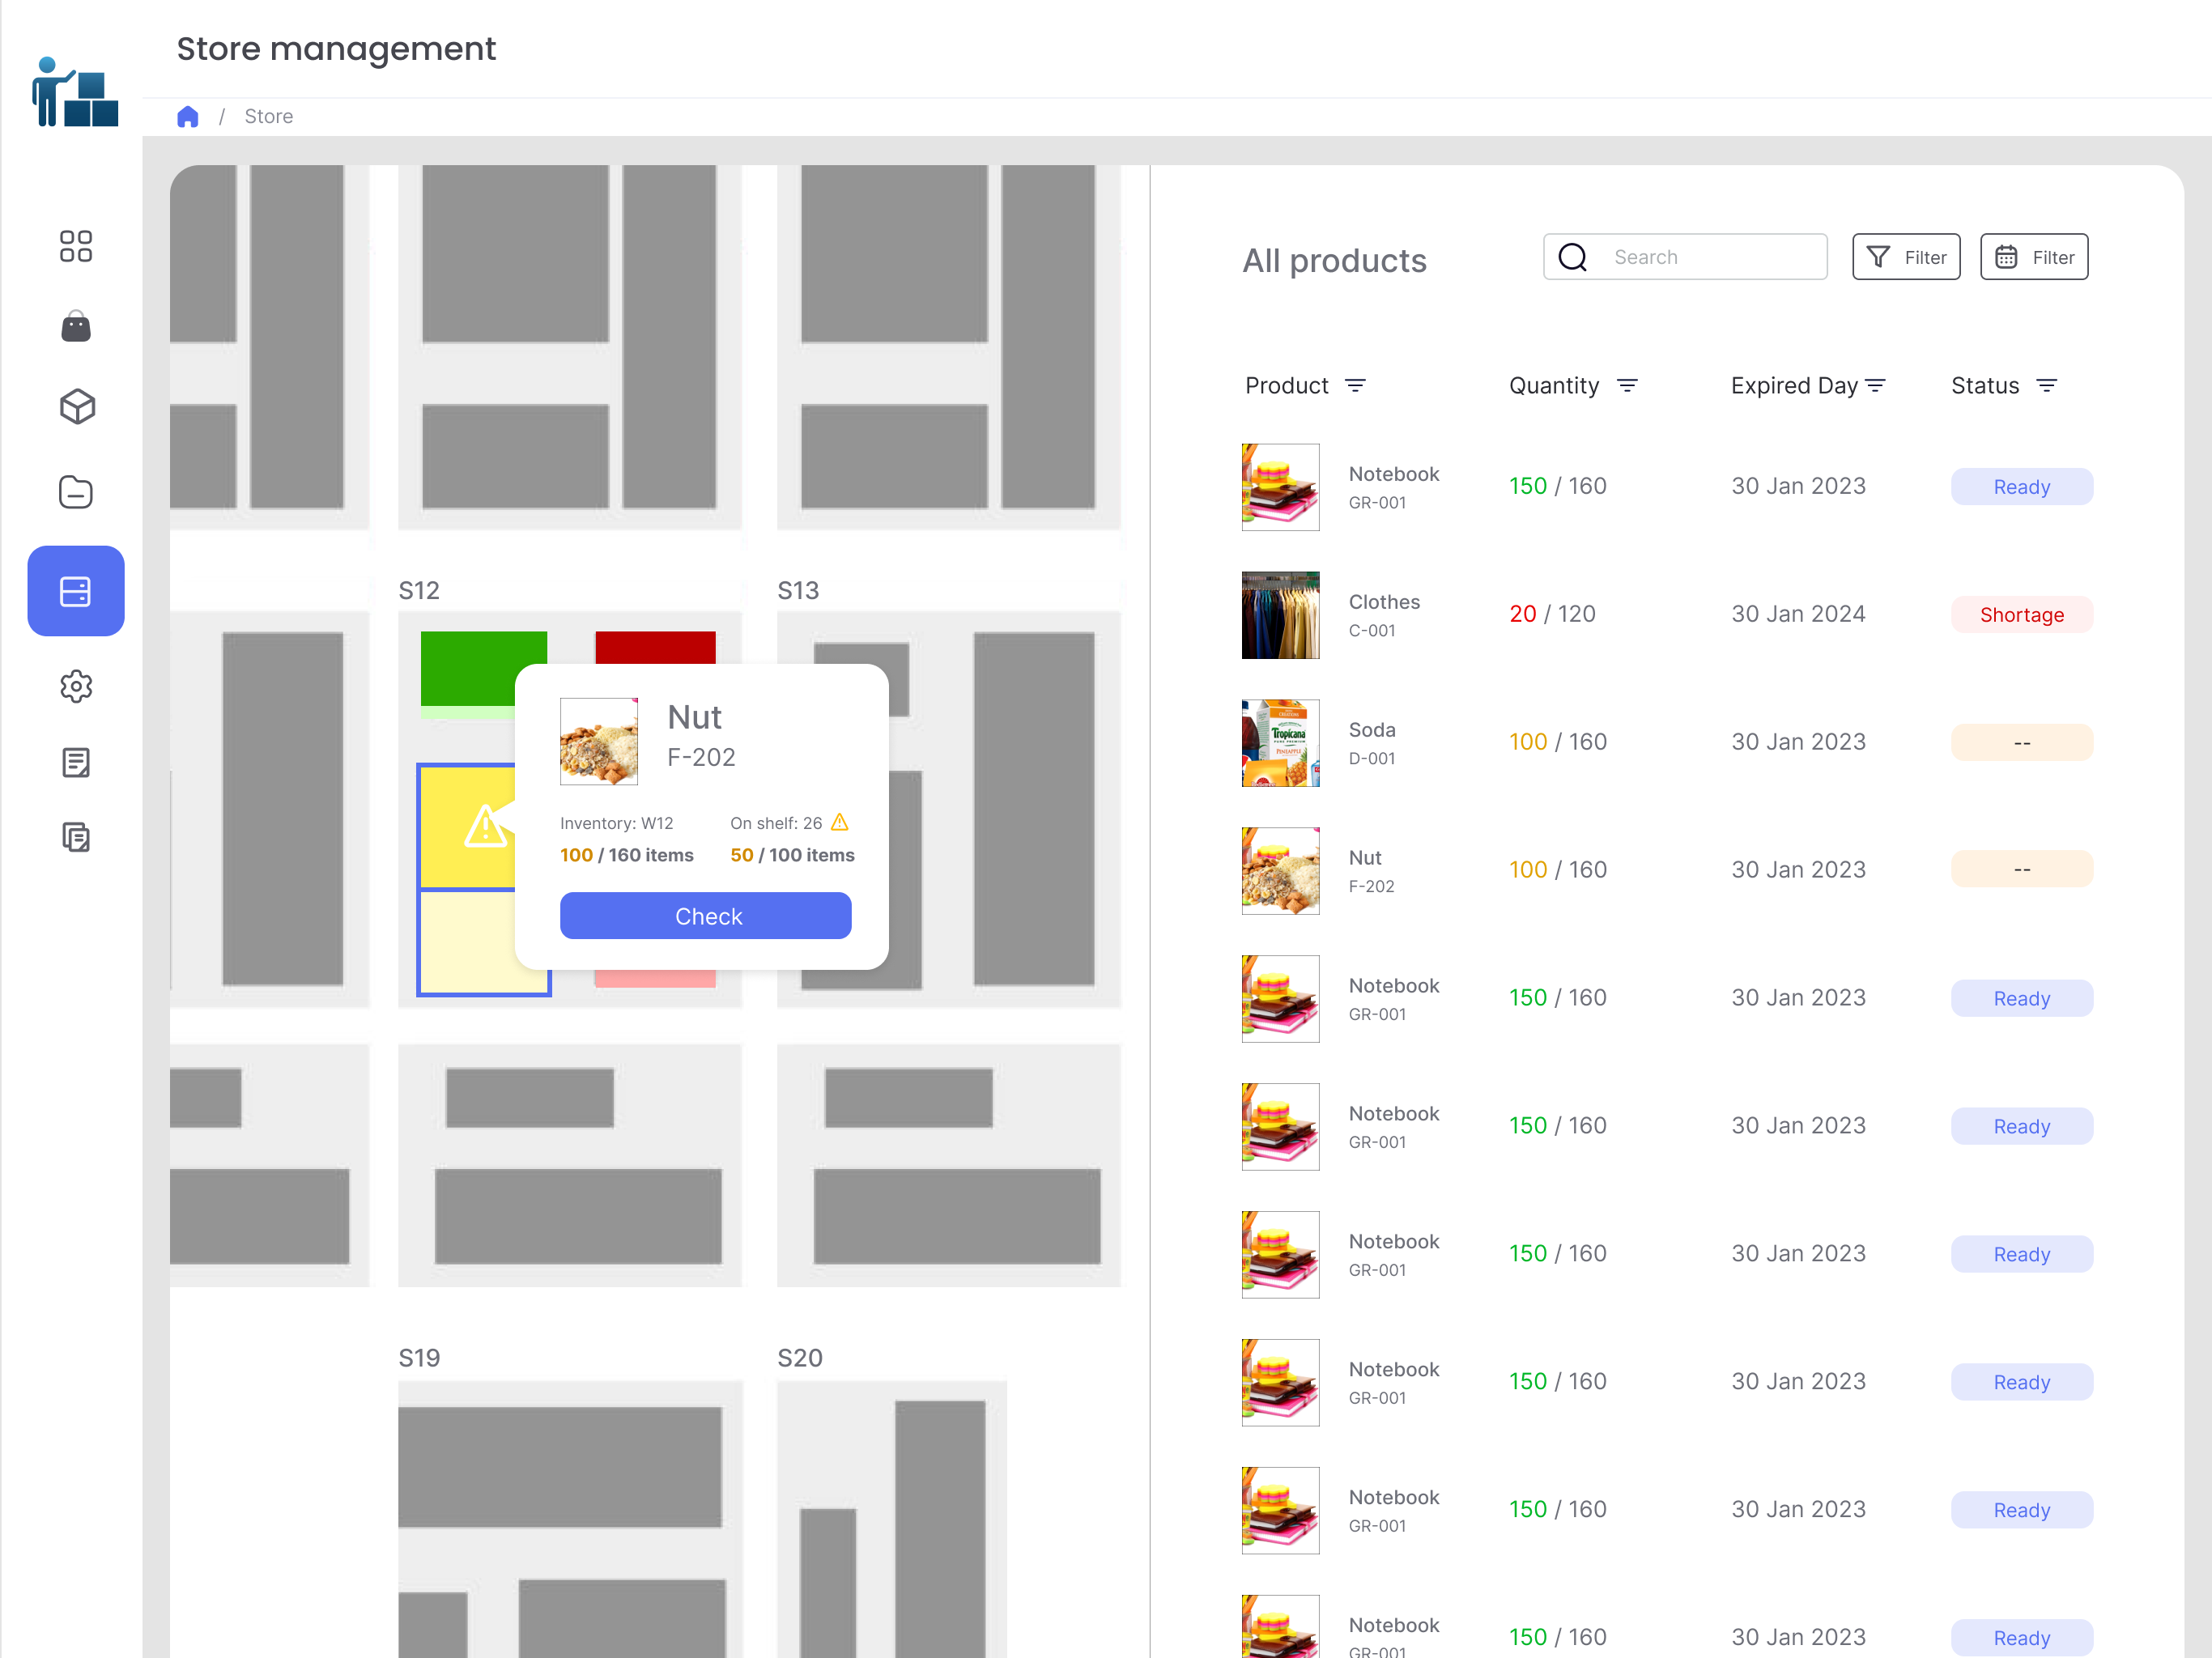 Store management
/ Store
S12
S13
Nut
F-202
Inventory: W12
On shelf: 26
100 / 160 items
50 / 100 items
Check
S19
S20
All products
Search
Filter
Filter
Product
Quantity
Expired Day
Status
Notebook
GR-001
150 / 160
30 Jan 2023
Ready
Clothes
C-001
20 / 120
30 Jan 2024
Shortage
Soda
D-001
100 / 160
30 Jan 2023
--
Tropicana
PINEAPPLE
Nut
F-202
100 / 160
30 Jan 2023
--
Notebook
GR-001
150 / 160
30 Jan 2023
Ready
Notebook
GR-001
150 / 160
30 Jan 2023
Ready
Notebook
GR-001
150 / 160
30 Jan 2023
Ready
Notebook
GR-001
150 / 160
30 Jan 2023
Ready
Notebook
GR-001
150 / 160
30 Jan 2023
Ready
Notebook
GR-001
150 / 160
30 Jan 2023
Ready